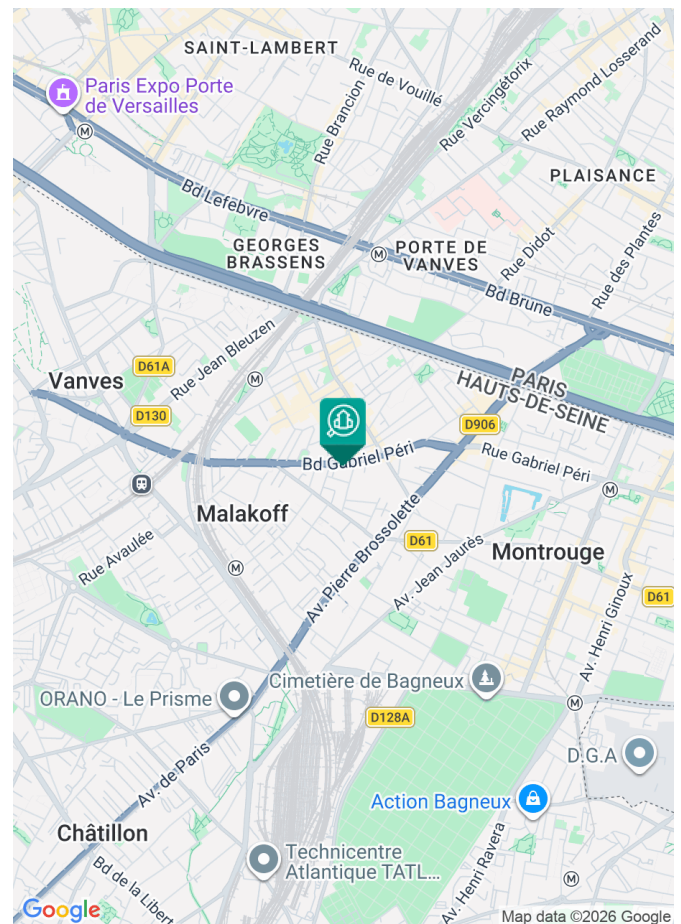 SAINT-LAMBERT
Paris Expo Porte
de Versailles
Rue de Vouillé
Rue Vercingétorix
Rue Raymond Losserand
Rue Brancion
M
Bd Lefebvre
PLAISANCE
GEORGES
BRASSENS
M
PORTE DE
VANVES
Rue Didot
Rue des Plantes
Bd Brune
Rue Jean Bleuzen
D61A
Vanves
M
D130
PARIS
HAUTS-DE-SEINE
D906
Bd Gabriel Péri
Rue Gabriel Péri
M
Malakoff
Av. Pierre Brossolette
D61
Montrouge
Rue Avaulée
M
Av. Jean Jaurès
Av. Henri Ginoux
D61
Cimetière de Bagneux
ORANO - Le Prisme
M
D128A
D.G.A
Av. de Paris
Action Bagneux
Châtillon
Technicentre
Atlantique TATL...
Bd de la Libert
Av. Henri Ravera
M
Google
Map data ©2026 Google